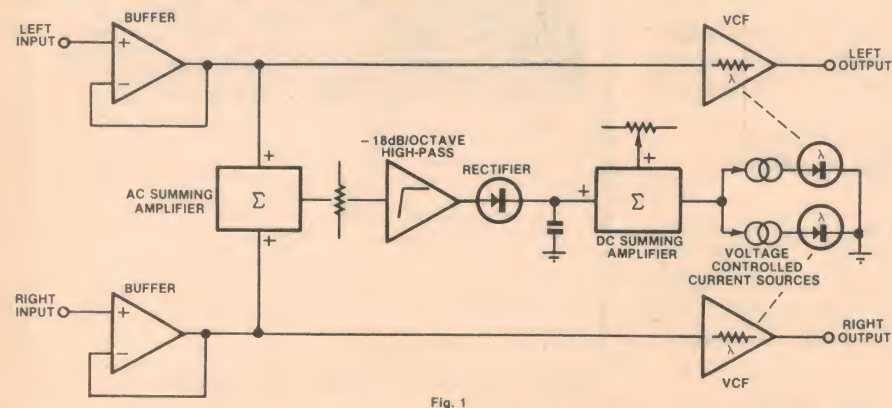 LEFT
INPUT
BUFFER
+
−
VCF
λ
LEFT
OUTPUT
+
AC SUMMING
AMPLIFIER
Σ
+
−18dB/OCTAVE
HIGH-PASS
RECTIFIER
+
+
Σ
DC SUMMING
AMPLIFIER
λ
λ
VOLTAGE
CONTROLLED
CURRENT SOURCES
RIGHT
INPUT
BUFFER
+
−
λ
VCF
RIGHT
OUTPUT
Fig. 1